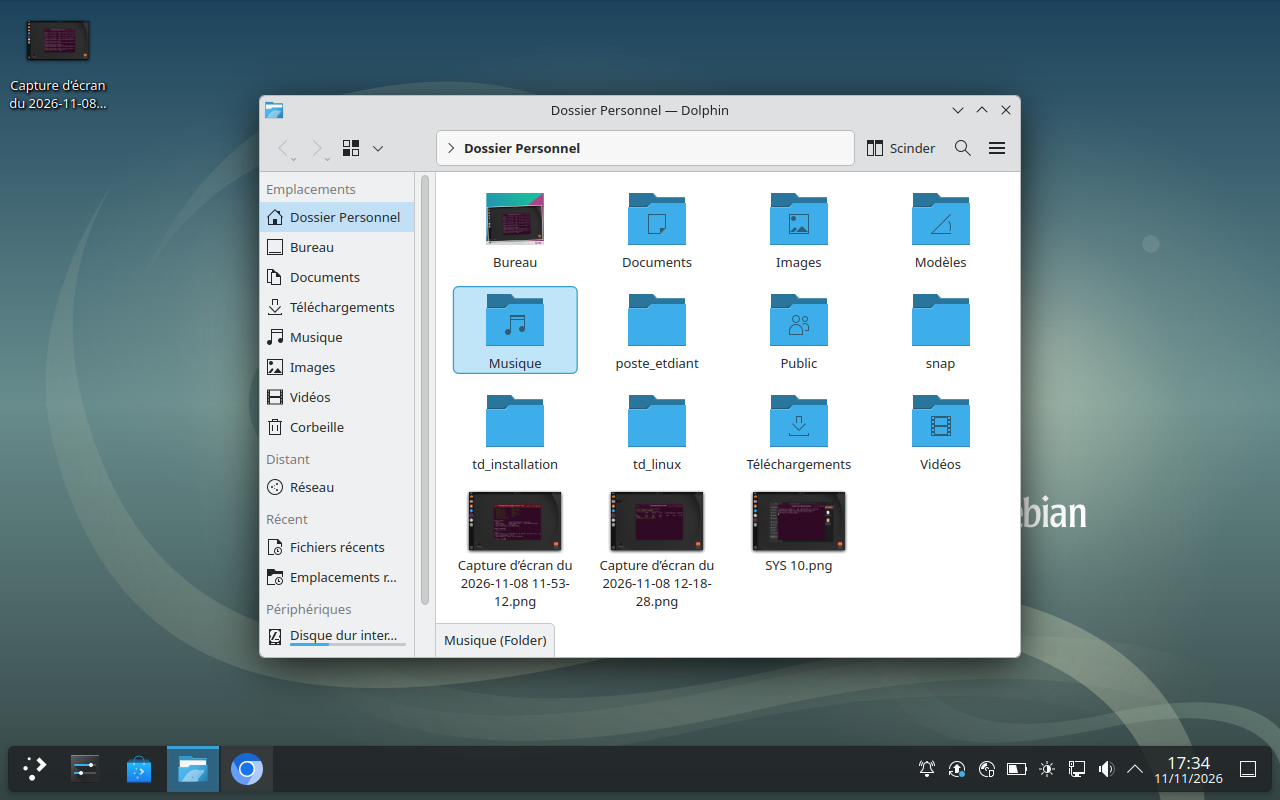 Capture d’écran
du 2026-11-08...
Dossier Personnel — Dolphin
Dossier Personnel
Scinder
Emplacements
Dossier Personnel
Bureau
Documents
Téléchargements
Musique
Images
Vidéos
Corbeille
Distant
Réseau
Récent
Fichiers récents
Emplacements r...
Périphériques
Disque dur inter...
Bureau
Documents
Images
Modèles
Musique
poste_etdiant
Public
snap
td_installation
td_linux
Téléchargements
Vidéos
Capture d’écran du
2026-11-08 11-53-
12.png
Capture d’écran du
2026-11-08 12-18-
28.png
SYS 10.png
Musique (Folder)
ebian
17:34
11/11/2026